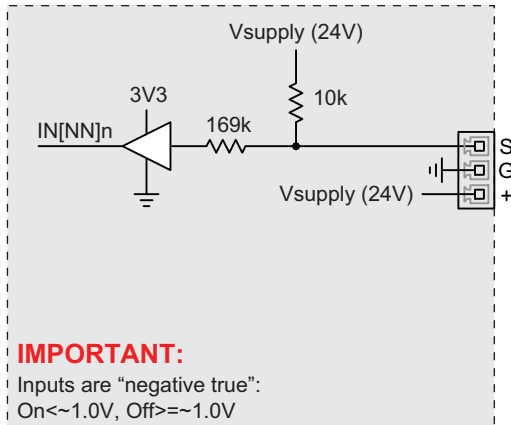 Vsupply (24V)
3V3
10k
IN[NN]n
169k
S
G
Vsupply (24V)
+
IMPORTANT:
Inputs are “negative true”:
On<~1.0V, Off>=~1.0V